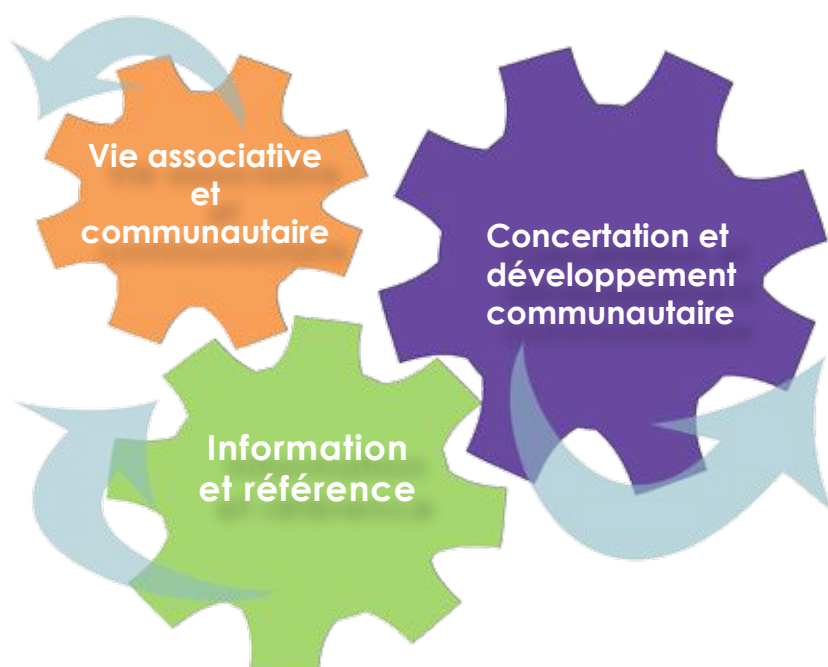 Vie associative
et
communautaire
Concertation et
développement
communautaire
Information
et référence